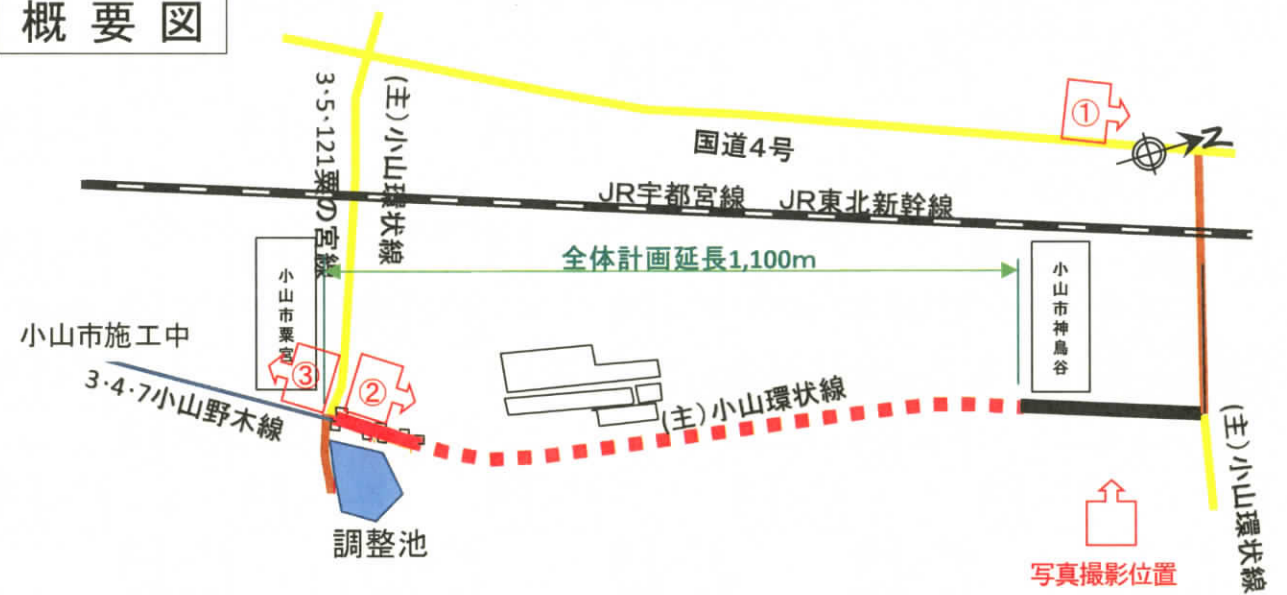 概要図
①
国道4号
N
3・5・121粟の宮線
(主)小山環状線
JR宇都宮線 JR東北新幹線
全体計画延長1,100m
小山市粟宮
小山市神鳥谷
小山市施工中
3・4・7小山野木線
③
②
(主)小山環状線
(主)小山環状線
調整池
写真撮影位置